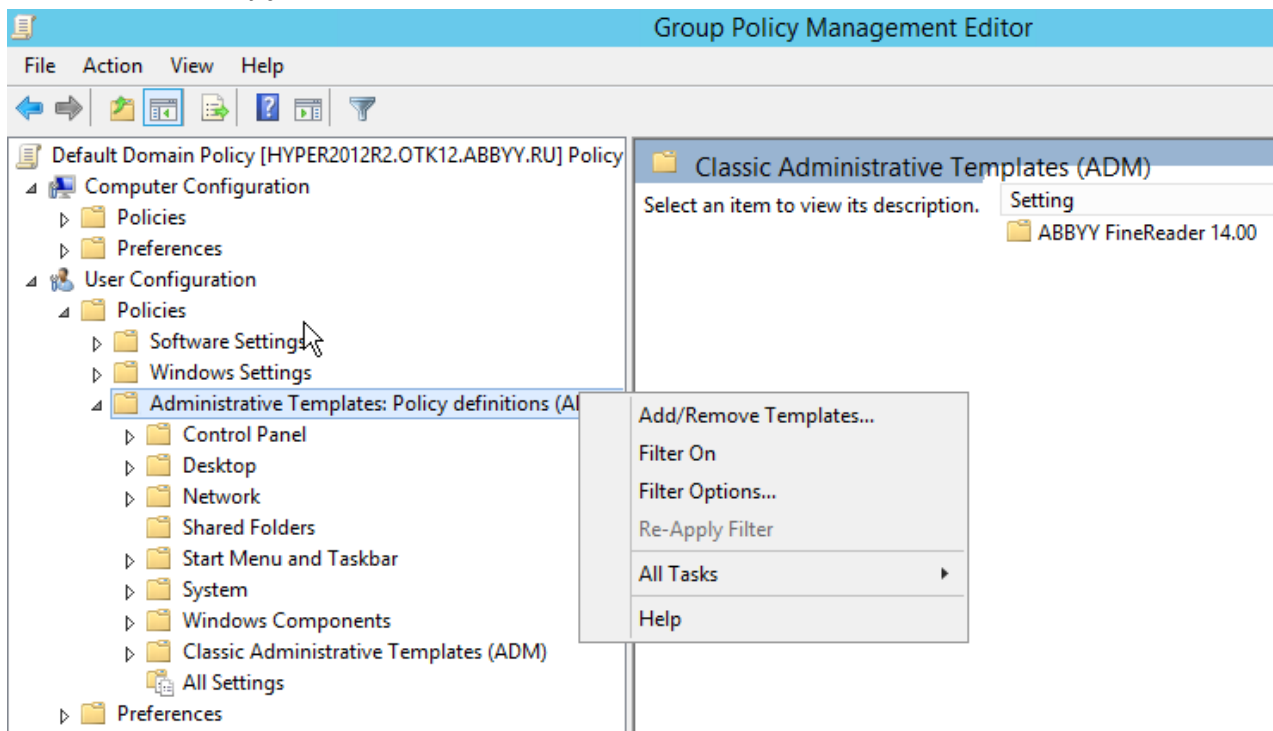 Group Policy Management Editor
File Action View Help
Default Domain Policy [HYPER2012R2.OTK12.ABBYY.RU] Policy
Computer Configuration
Policies
Preferences
User Configuration
Policies
Software Settings
Windows Settings
Administrative Templates: Policy definitions (
Control Panel
Desktop
Network
Shared Folders
Start Menu and Taskbar
System
Windows Components
Classic Administrative Templates (ADM)
All Settings
Preferences
Classic Administrative Templates (ADM)
Select an item to view its description.
Setting
ABBYY FineReader 14.00
Add/Remove Templates...
Filter On
Filter Options...
Re-Apply Filter
All Tasks
Help